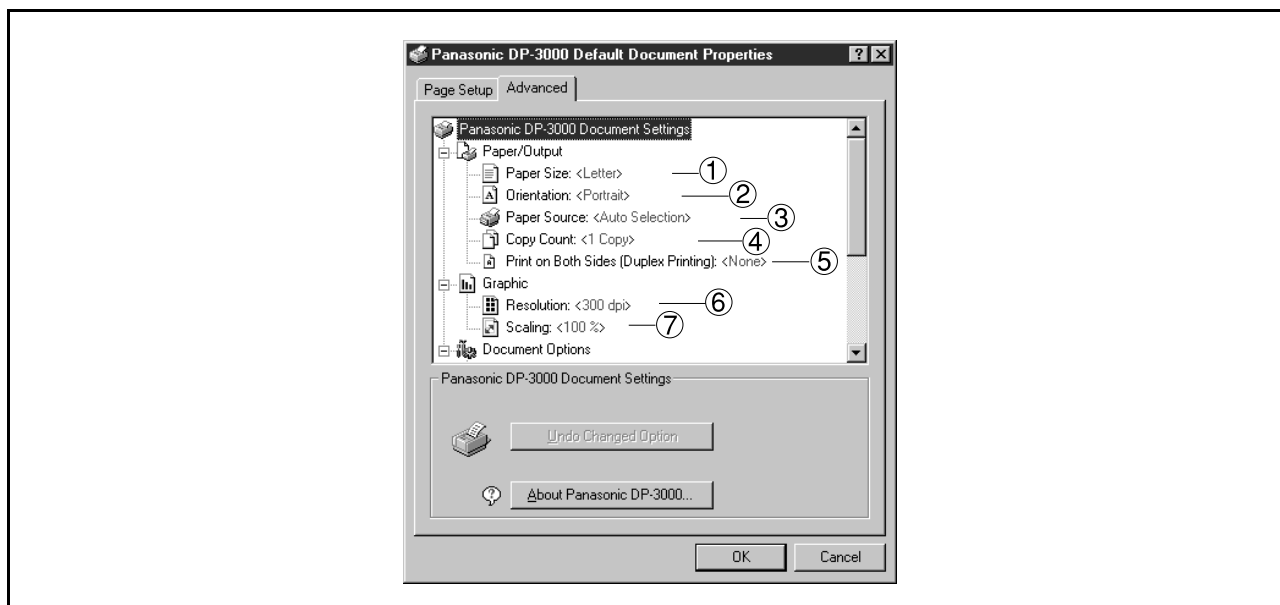 Panasonic DP-3000 Default Document Properties
Page Setup Advanced
Panasonic DP-3000 Document Settings
Paper/Output
Paper Size: <Letter> ①
Orientation: <Portrait> ②
Paper Source: <Auto Selection> ③
Copy Count: <1 Copy> ④
Print on Both Sides (Duplex Printing): <None> ⑤
Graphic
Resolution: <300 dpi> ⑥
Scaling: <100 %> ⑦
Document Options
Panasonic DP-3000 Document Settings
Undo Changed Option
About Panasonic DP-3000...
OK Cancel